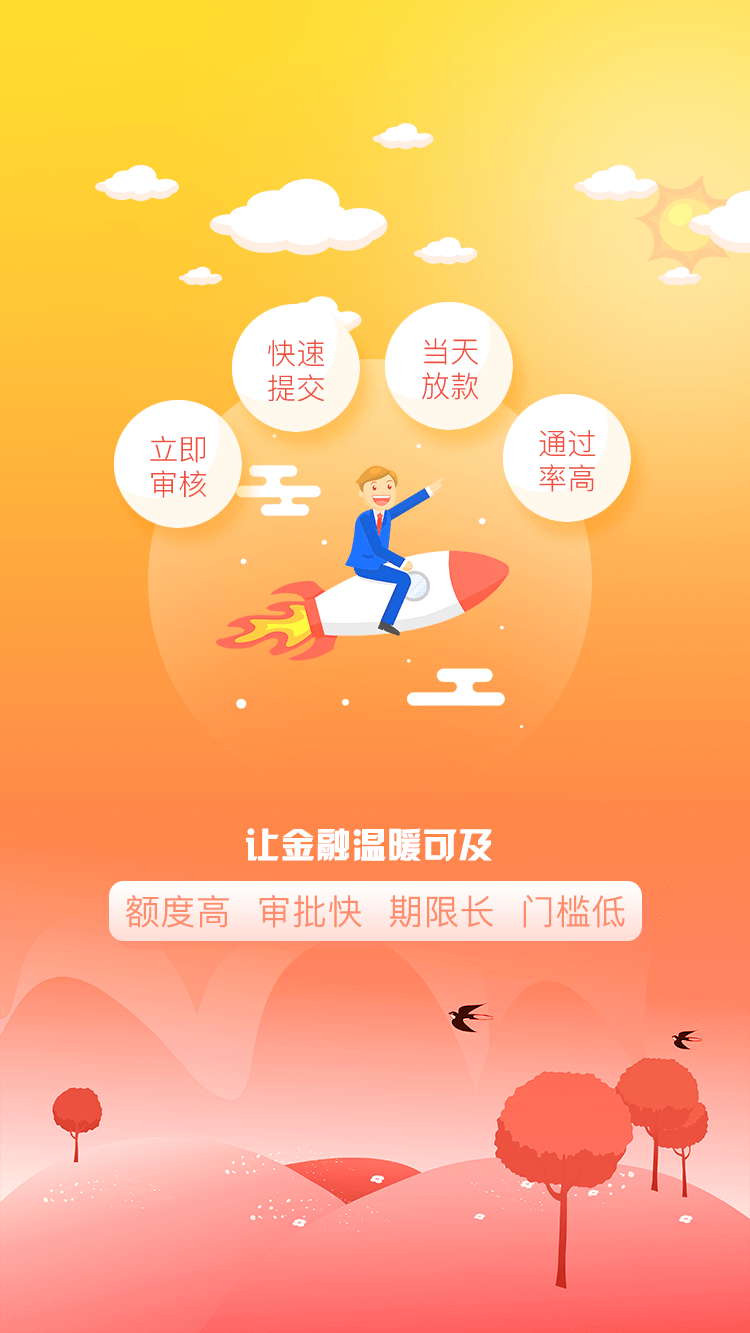 快速
提交
当天
放款
立即
审核
通过
率高
让金融温暖可及
额度高 审批快 期限长 门槛低